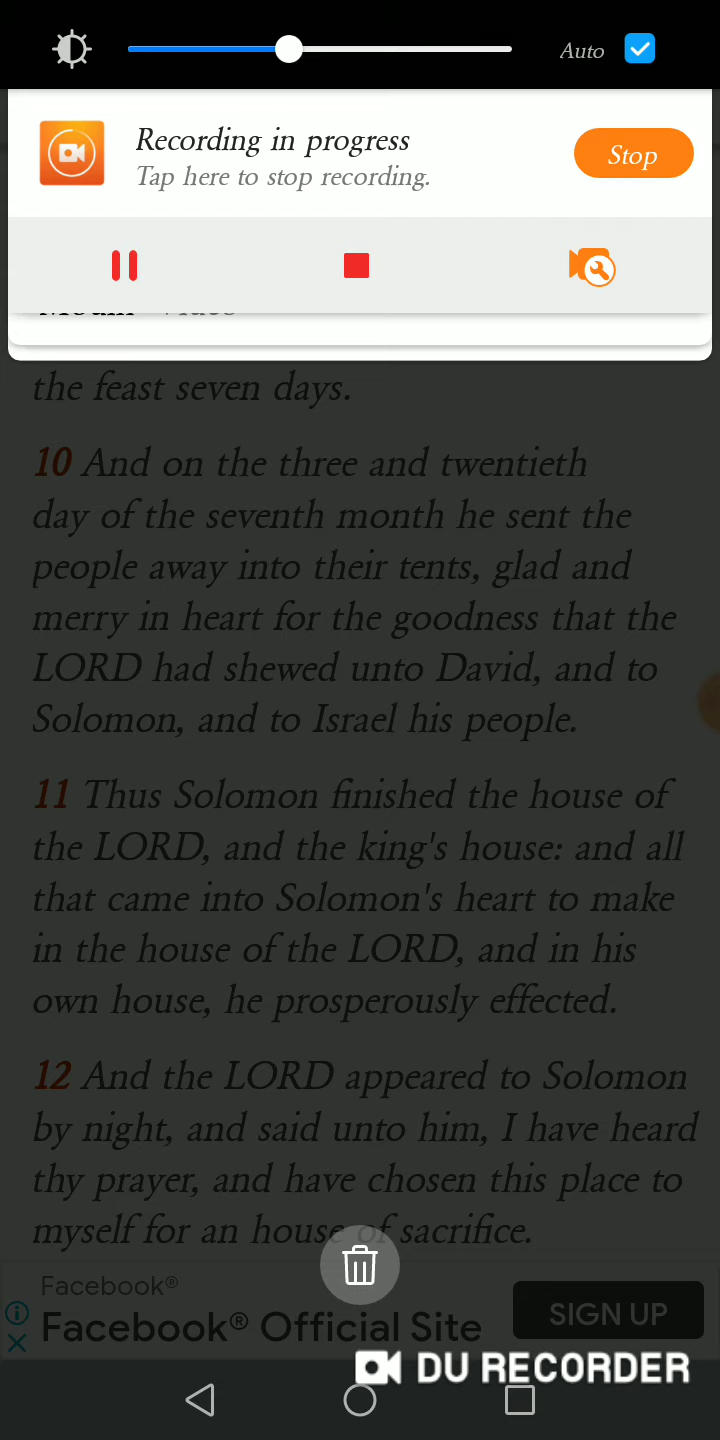 Auto
Recording in progress
Tap here to stop recording.
Stop
the feast seven days.
10 And on the three and twentieth
day of the seventh month he sent the
people away into their tents, glad and
merry in heart for the goodness that the
LORD had shewed unto David, and to
Solomon, and to Israel his people.
11 Thus Solomon finished the house of
the LORD, and the king's house: and all
that came into Solomon's heart to make
in the house of the LORD, and in his
own house, he prosperously effected.
12 And the LORD appeared to Solomon
by night, and said unto him, I have heard
thy prayer, and have chosen this place to
myself for an house of sacrifice.
Facebook®
Facebook® Official Site
SIGN UP
DU RECORDER